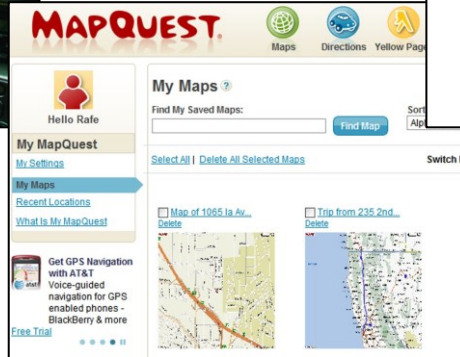 MAPQUEST.
Maps
Directions
Yellow Page
Hello Rafe
My MapQuest
My Settings
My Maps
Recent Locations
What Is My MapQuest
Get GPS Navigation
with AT&T
Voice-guided
navigation for GPS
enabled phones -
BlackBerry & more
Free Trial
My Maps
Find My Saved Maps:
Find Map
Sort
Alp
Select All | Delete All Selected Maps
Switch
Map of 1065 la Av...
Delete
Trip from 235 2nd...
Delete